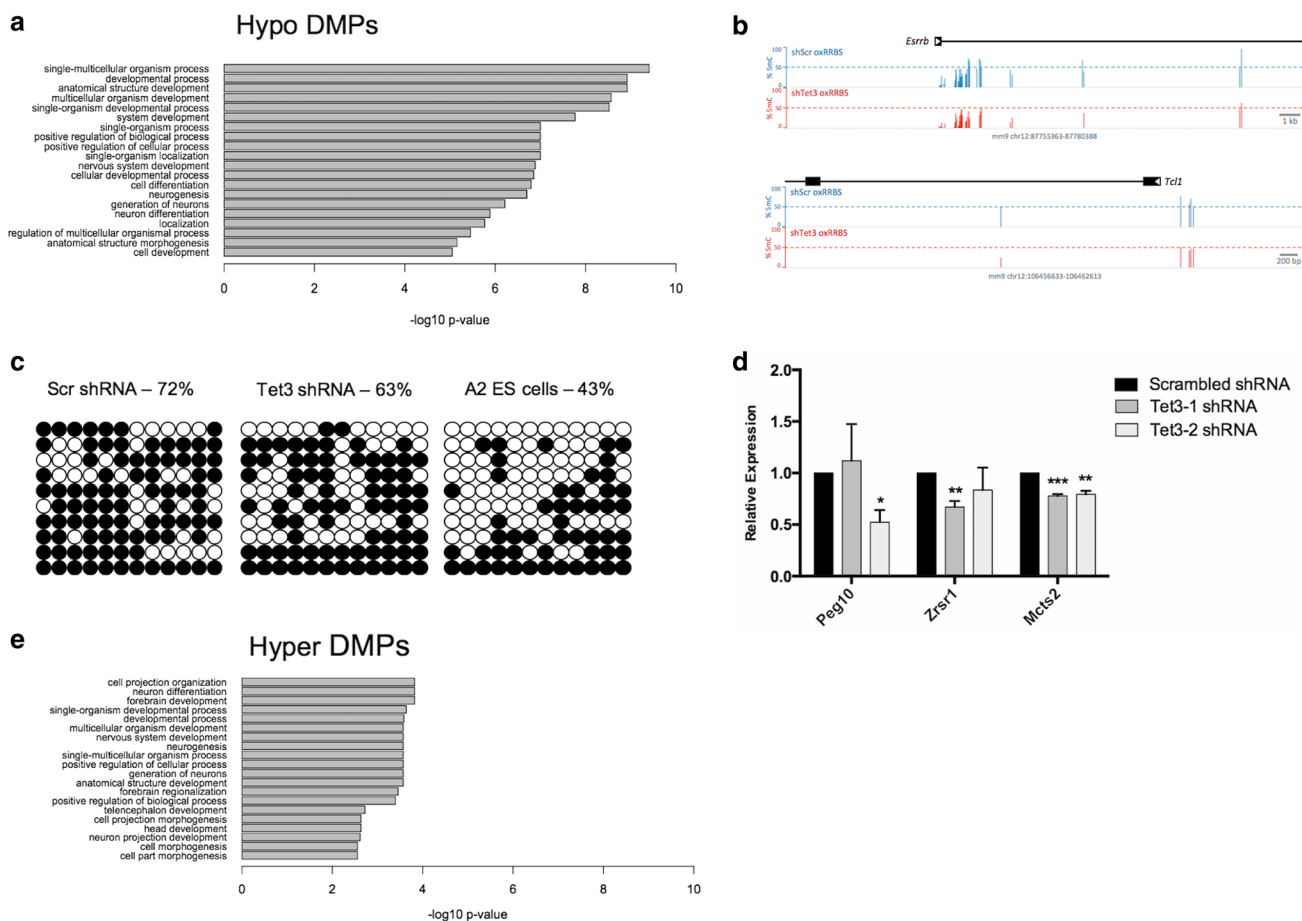 a
Hypo DMPs
single-multicellular organism process
developmental process
anatomical structure development
multicellular organism development
single-organism developmental process
system development
single-organism process
positive regulation of biological process
positive regulation of cellular process
single-organism localization
nervous system development
cellular developmental process
cell differentiation
neurogenesis
generation of neurons
neuron differentiation
localization
regulation of multicellular organismal process
anatomical structure morphogenesis
cell development
0 2 4 6 8 10
-log10 p-value
b
Esrrb
shScr oxRRBS
% 5mC
100
50
0
shTet3 oxRRBS
% 5mC
100
50
0
1 kb
mm9 chr12:87755363-87780388
Tcl1
shScr oxRRBS
% 5mC
100
50
0
shTet3 oxRRBS
% 5mC
100
50
0
200 bp
mm9 chr12:106456633-106462613
c
Scr shRNA – 72%
Tet3 shRNA – 63%
A2 ES cells – 43%
d
Relative Expression
2.0
1.5
1.0
0.5
0.0
*
**
***
**
Peg10
Zrsr1
Mcts2
Scrambled shRNA
Tet3-1 shRNA
Tet3-2 shRNA
e
Hyper DMPs
cell projection organization
neuron differentiation
forebrain development
single-organism developmental process
developmental process
multicellular organism development
nervous system development
neurogenesis
single-multicellular organism process
positive regulation of cellular process
generation of neurons
anatomical structure development
forebrain regionalization
positive regulation of biological process
telencephalon development
cell projection morphogenesis
head development
neuron projection development
cell morphogenesis
cell part morphogenesis
0 2 4 6 8 10
-log10 p-value